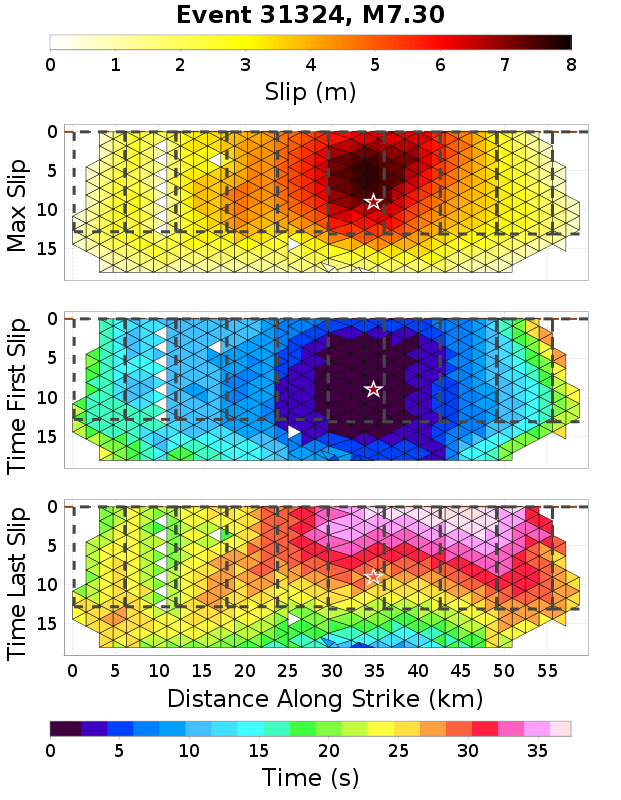 Event 31324, M7.30
0 1 2 3 4 5 6 7 8
Slip (m)
Max Slip
0
5
10
15
Time First Slip
0
5
10
15
Time Last Slip
0
5
10
15
0 5 10 15 20 25 30 35 40 45 50 55
Distance Along Strike (km)
0 5 10 15 20 25 30 35
Time (s)